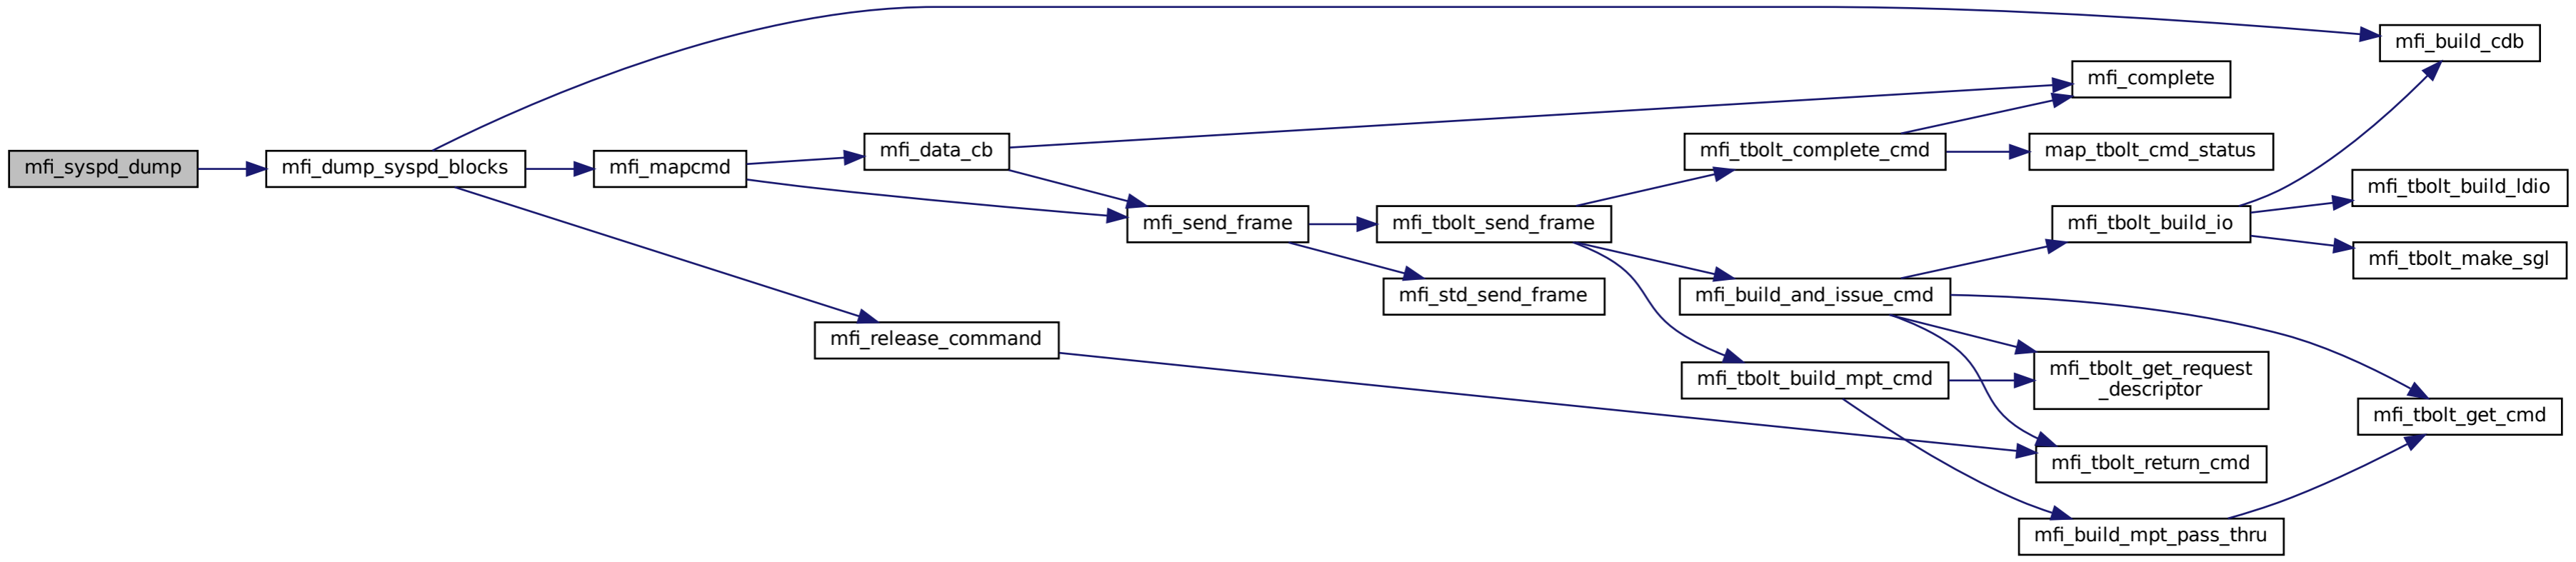 mfi_syspd_dump
mfi_dump_syspd_blocks
mfi_build_cdb
mfi_mapcmd
mfi_data_cb
mfi_complete
mfi_send_frame
mfi_tbolt_send_frame
mfi_tbolt_complete_cmd
map_tbolt_cmd_status
mfi_build_and_issue_cmd
mfi_tbolt_build_io
mfi_tbolt_build_ldio
mfi_tbolt_make_sgl
mfi_tbolt_get_cmd
mfi_tbolt_get_request
_descriptor
mfi_tbolt_return_cmd
mfi_tbolt_build_mpt_cmd
mfi_build_mpt_pass_thru
mfi_std_send_frame
mfi_release_command